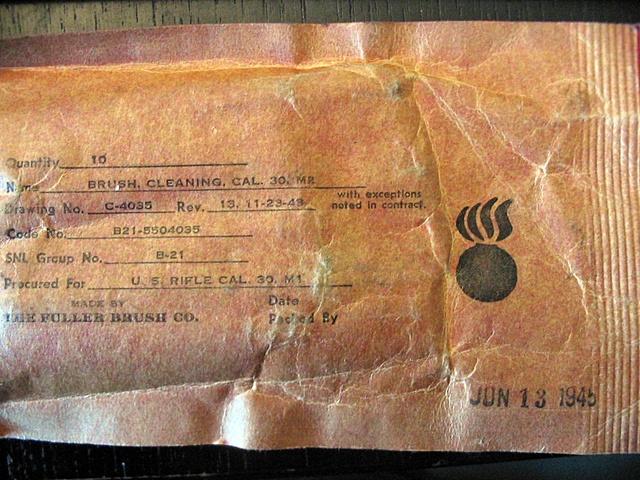 Quantity 10
Name BRUSH, CLEANING, CAL. 30, M2
with exceptions
Drawing No. C-4035 Rev. 13, 11-23-43
noted in contract.
Code No. B21-5504035
SNL Group No. B-21
Procured For U. S. RIFLE CAL. 30, M1
MADE BY
Date
THE FULLER BRUSH CO.
Packed By
JUN 13 1945